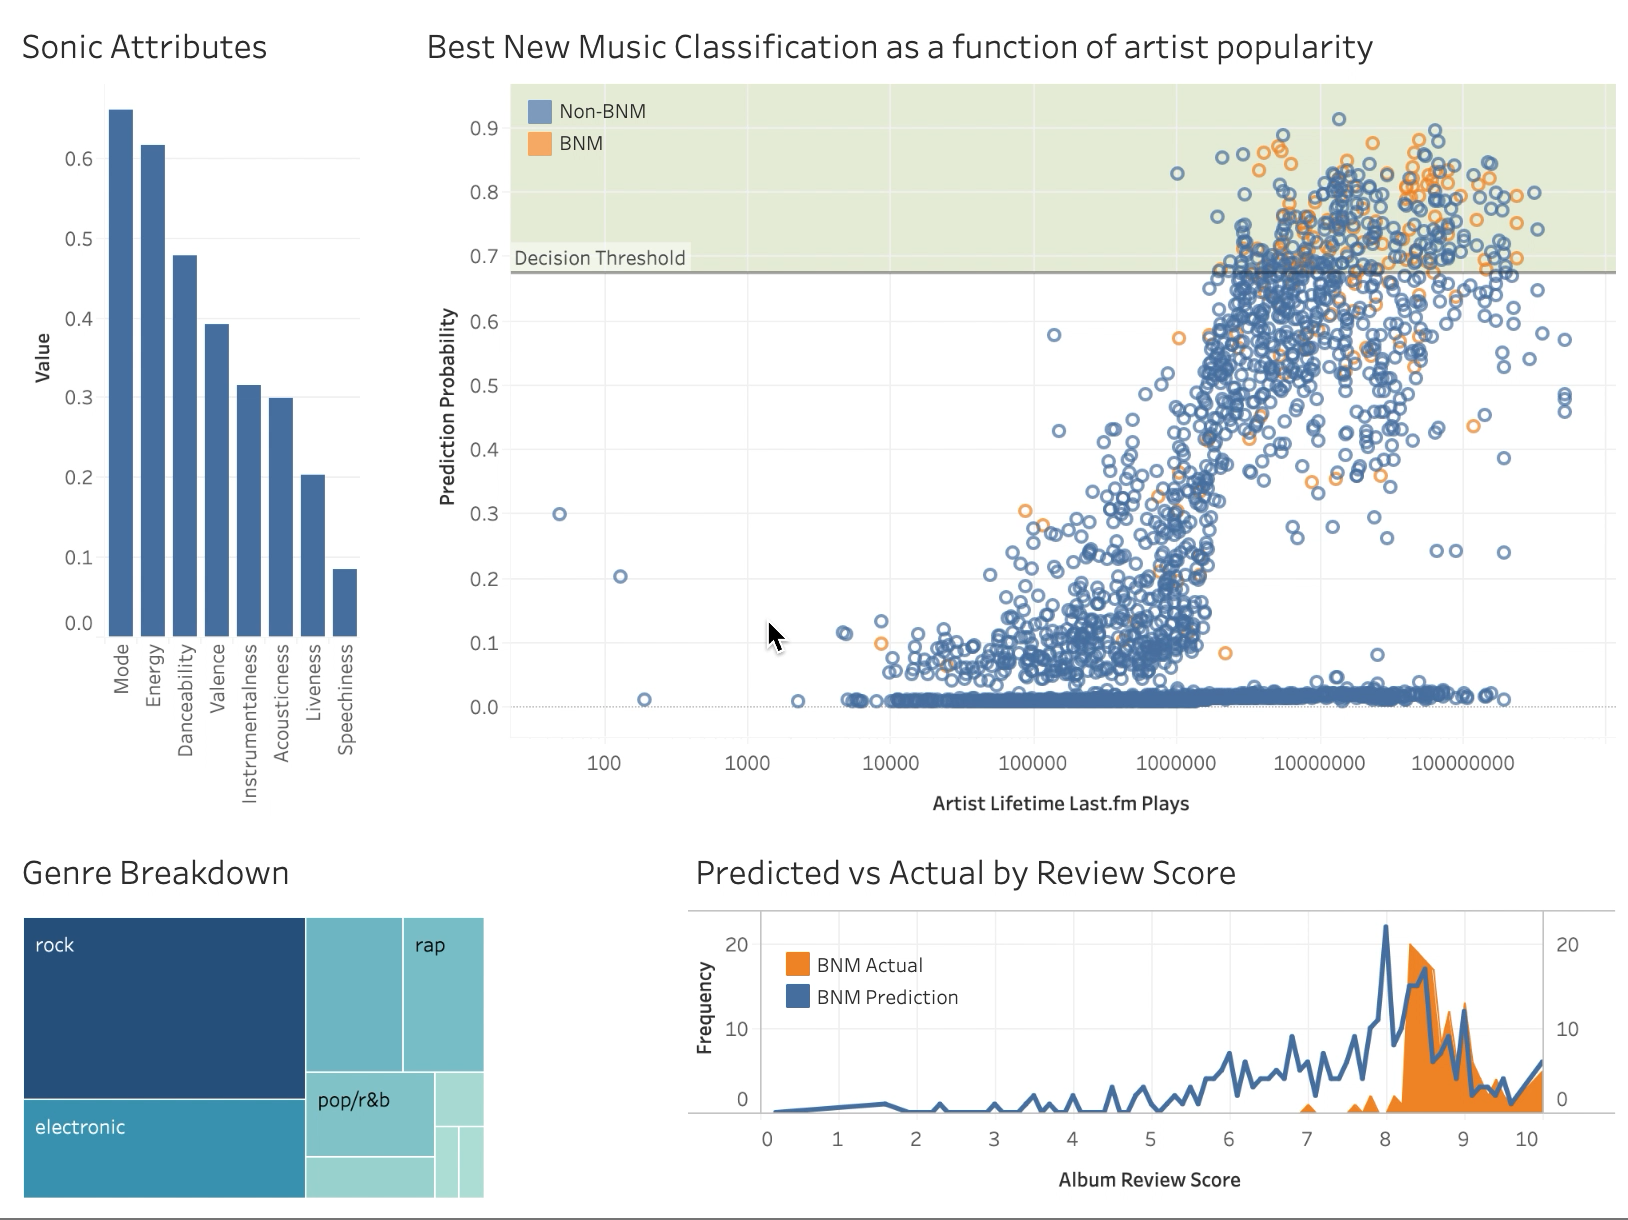 Sonic Attributes
Value
0.6
0.5
0.4
0.3
0.2
0.1
0.0
Mode
Energy
Danceability
Valence
Instrumentalness
Acousticness
Liveness
Speechiness
Best New Music Classification as a function of artist popularity
Non-BNM
BNM
Decision Threshold
Prediction Probability
0.9
0.8
0.7
0.6
0.5
0.4
0.3
0.2
0.1
0.0
100
1000
10000
100000
1000000
10000000
100000000
Artist Lifetime Last.fm Plays
Genre Breakdown
rock
rap
pop/r&b
electronic
Predicted vs Actual by Review Score
BNM Actual
BNM Prediction
Frequency
20
10
0
20
10
0
0
1
2
3
4
5
6
7
8
9
10
Album Review Score